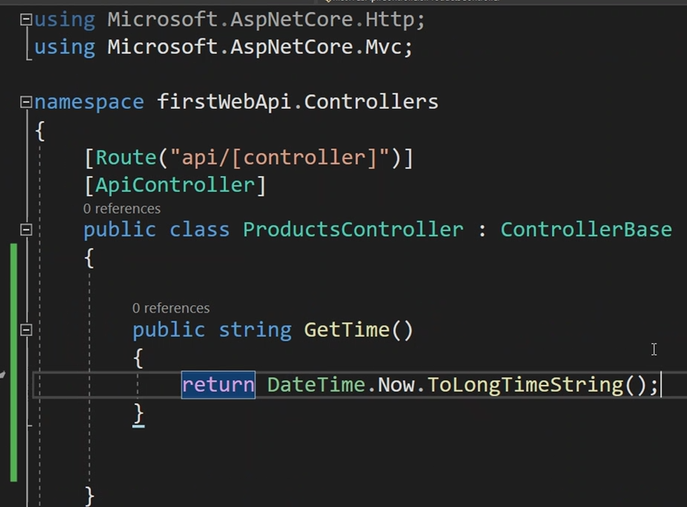 using Microsoft.AspNetCore.Http;
using Microsoft.AspNetCore.Mvc;
namespace firstWebApi.Controllers
{
[Route("api/[controller]")]
[ApiController]
0 references
public class ProductsController : ControllerBase
{
0 references
public string GetTime()
{
return DateTime.Now.ToLongTimeString();
}
}